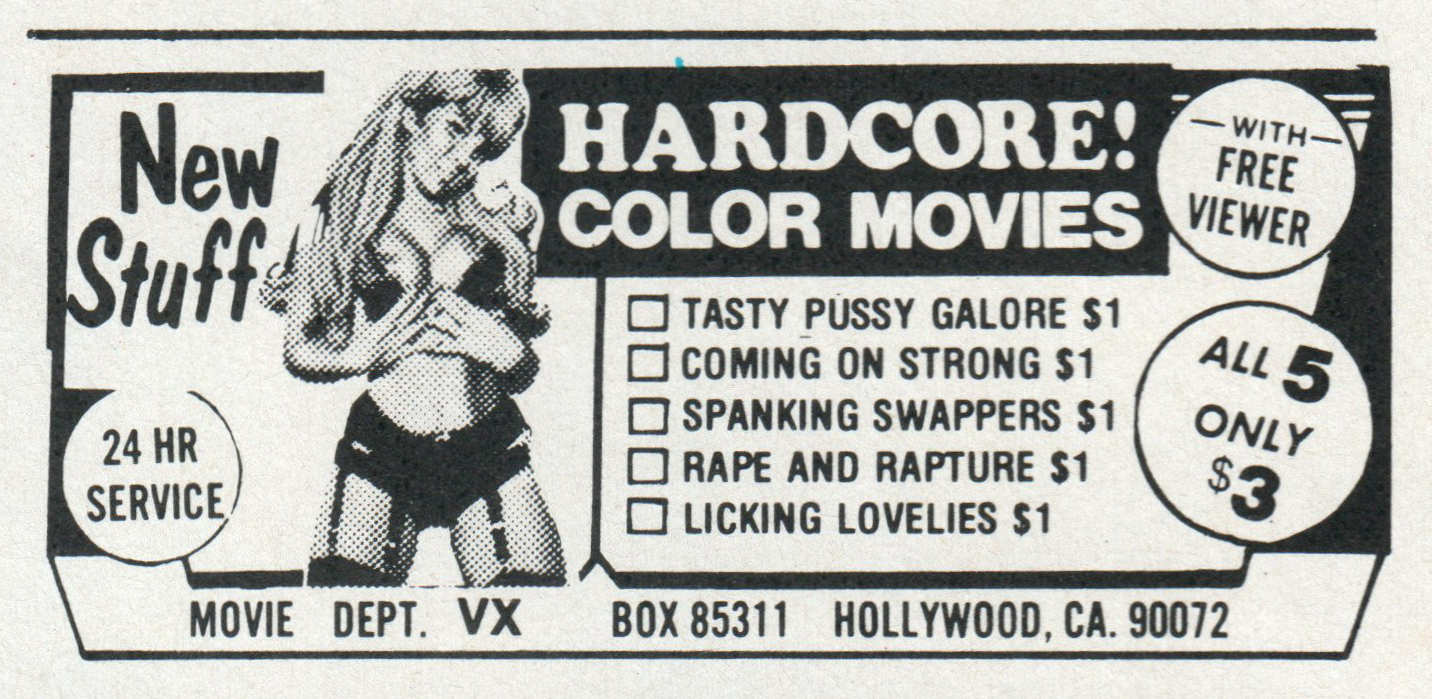 New
Stuff
24 HR
SERVICE
HARDCORE!
COLOR MOVIES
—WITH—
FREE
VIEWER
TASTY PUSSY GALORE $1
COMING ON STRONG $1
SPANKING SWAPPERS $1
RAPE AND RAPTURE $1
LICKING LOVELIES $1
ALL 5
ONLY
$3
MOVIE DEPT. VX BOX 85311 HOLLYWOOD, CA. 90072